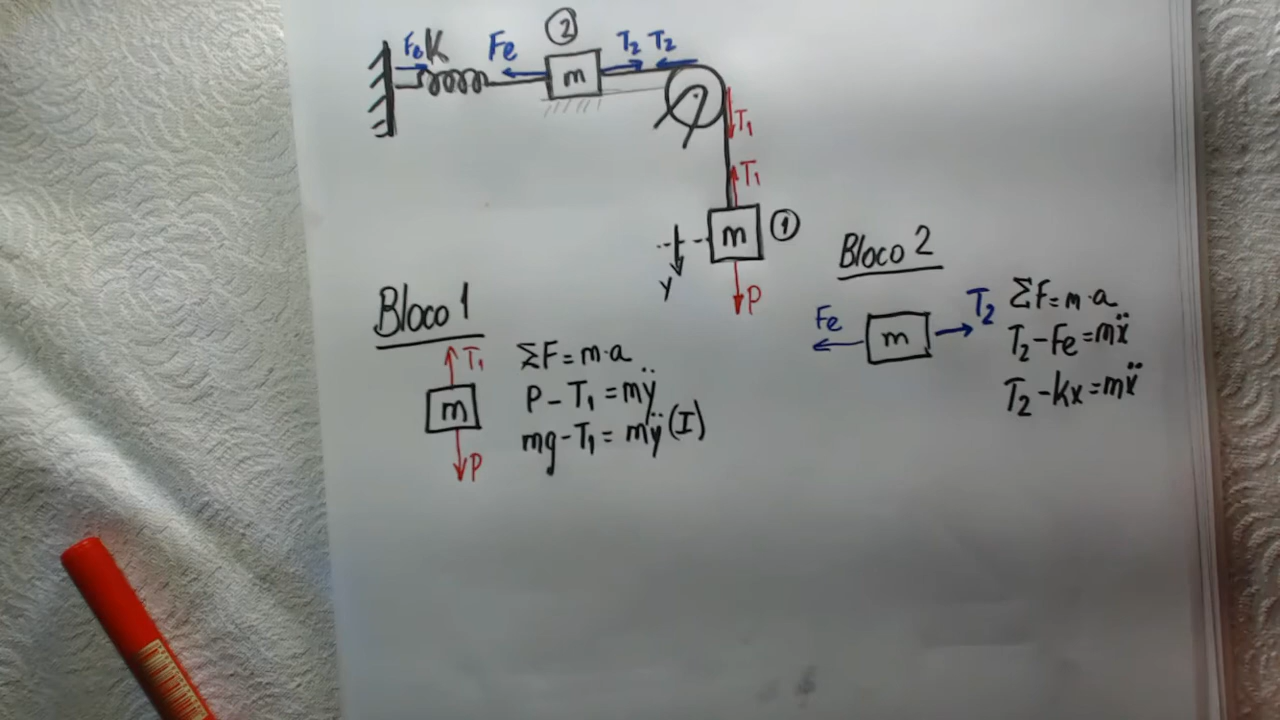 ②
Fe K Fe m T₂ T₂
T₁
T₁
m ①
y
P
Bloco 1
T₁
m
P
ΣF = m·a
P - T₁ = mÿ
mg - T₁ = mÿ (I)
Bloco 2
Fe m T₂
ΣF = m·a
T₂ - Fe = mẍ
T₂ - kx = mẍ